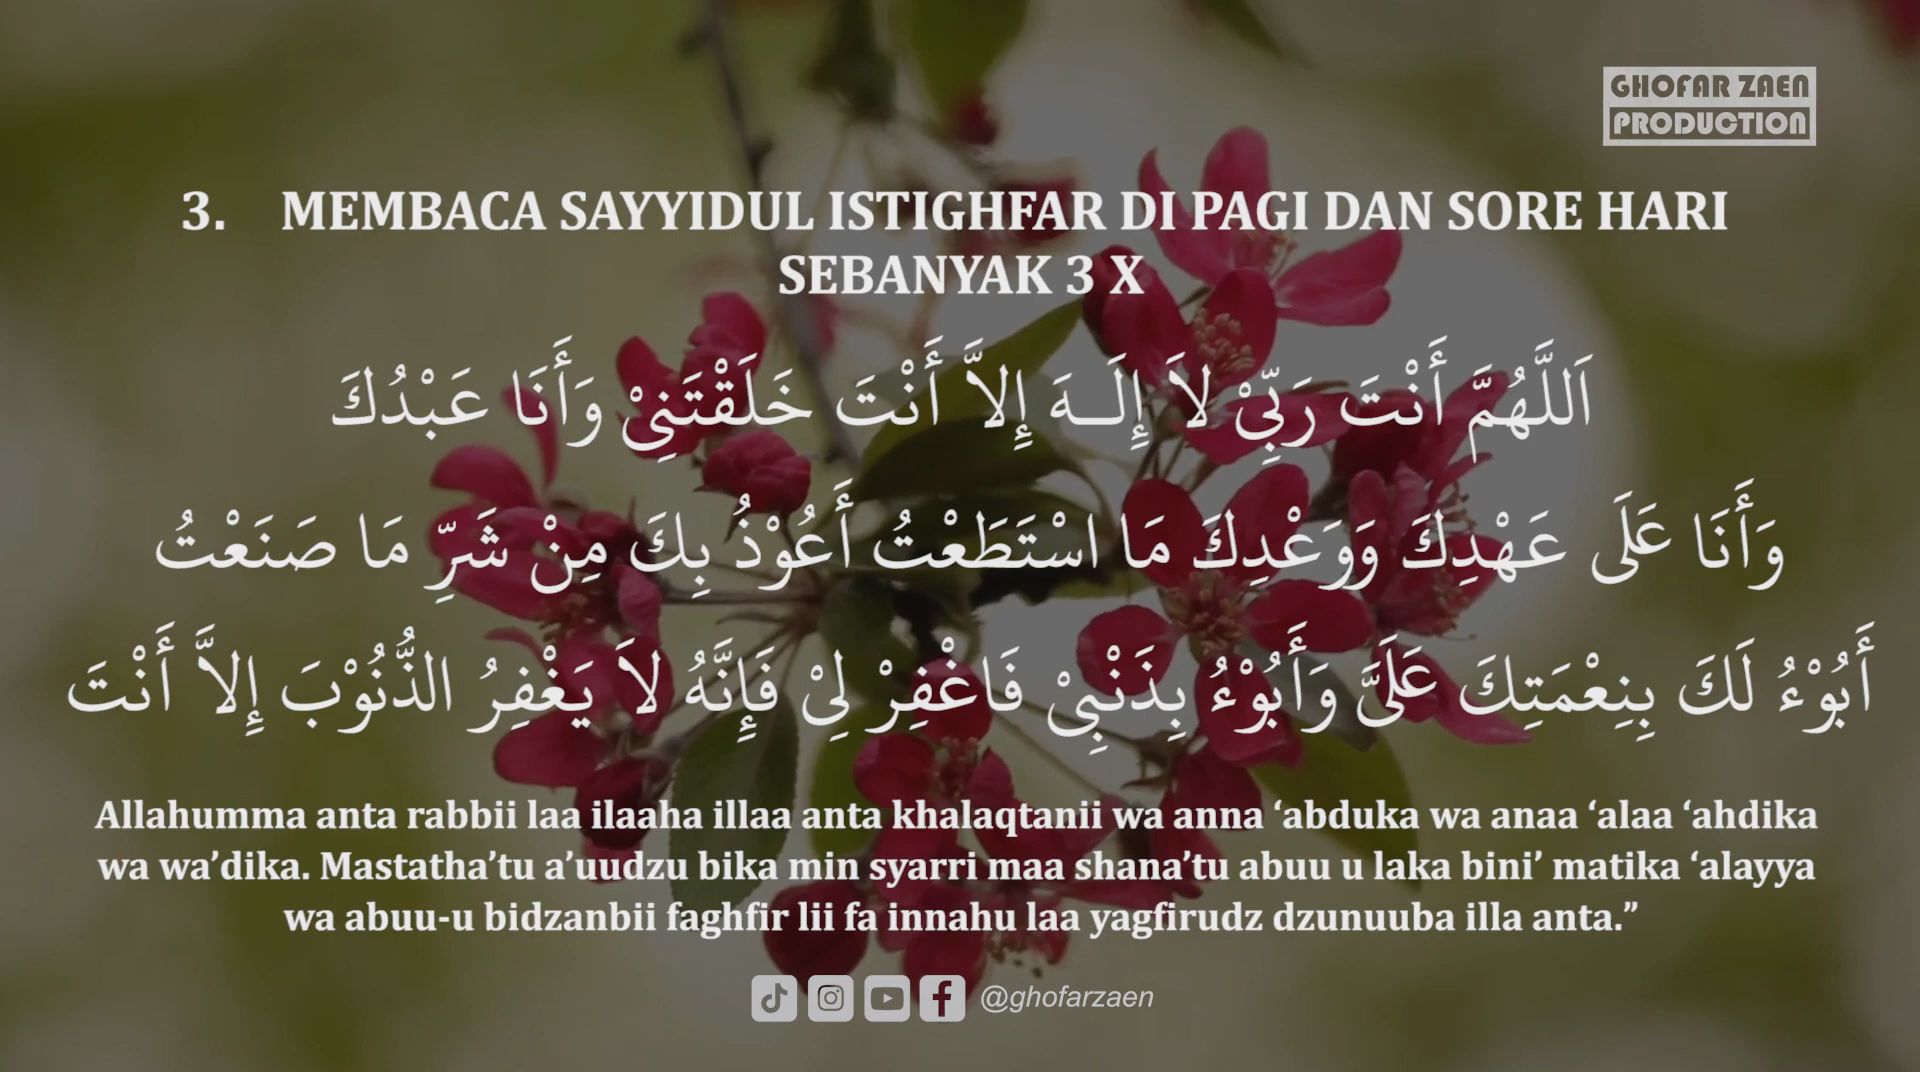 GHOFAR ZAEN
PRODUCTION
3. MEMBACA SAYYIDUL ISTIGHFAR DI PAGI DAN SORE HARI
SEBANYAK 3 X
اَللَّهُمَّ أَنْتَ رَبِّيْ لاَ إِلَـهَ إِلاَّ أَنْتَ خَلَقْتَنِيْ وَأَنَا عَبْدُكَ
وَأَنَا عَلَى عَهْدِكَ وَوَعْدِكَ مَا اسْتَطَعْتُ أَعُوْذُ بِكَ مِنْ شَرِّ مَا صَنَعْتُ
أَبُوْءُ لَكَ بِنِعْمَتِكَ عَلَيَّ وَأَبُوْءُ بِذَنْبِيْ فَاغْفِرْ لِيْ فَإِنَّهُ لاَ يَغْفِرُ الذُّنُوْبَ إِلاَّ أَنْتَ
Allahumma anta rabbii laa ilaaha illaa anta khalaqtanii wa anna ‘abduka wa anaa ‘alaa ‘ahdika
wa wa’dika. Mastatha’tu a’uudzu bika min syarri maa shana’tu abuu u laka bini’ matika ‘alayya
wa abuu-u bidzanbii faghfir lii fa innahu laa yagfirudz dzunuuba illa anta.”
@ghofarzaen